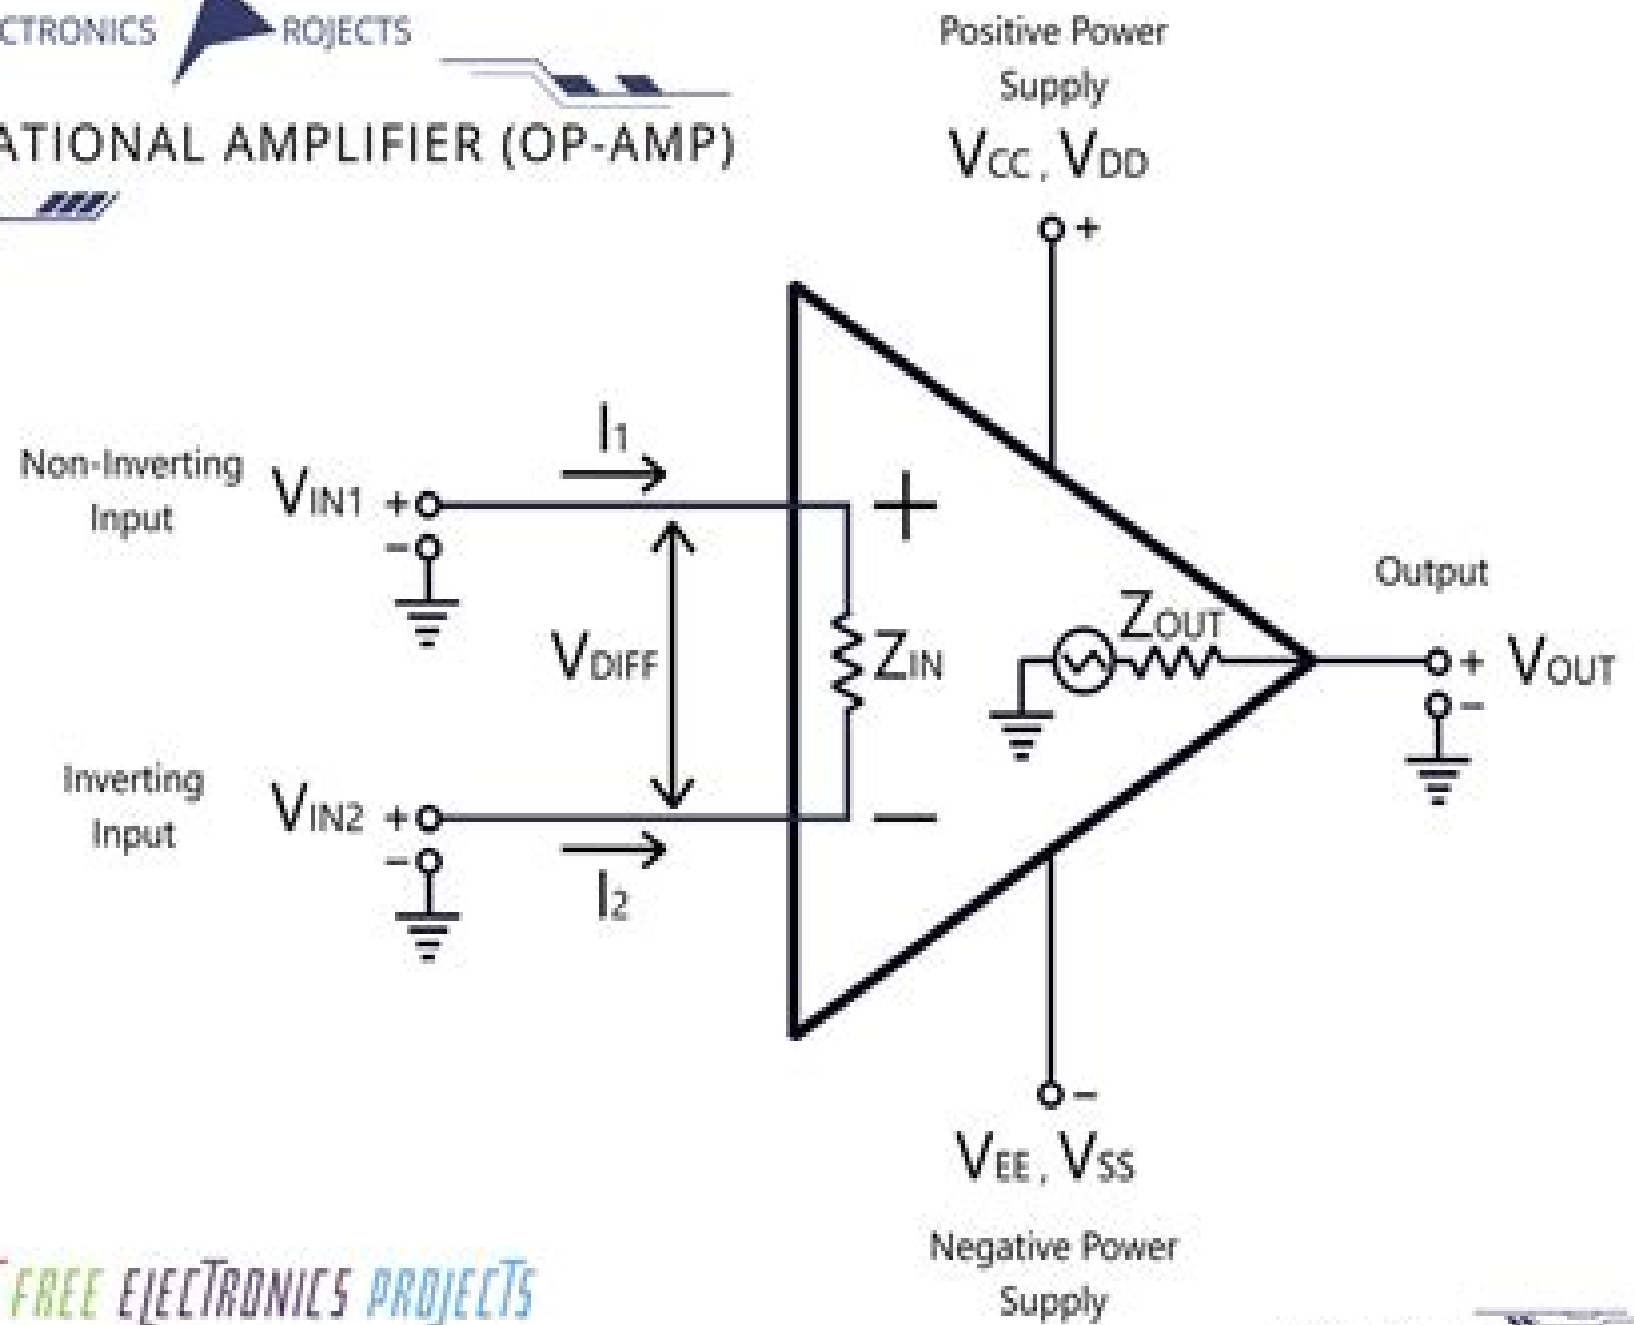 CTRONICS ROJECTS
ATIONAL AMPLIFIER (OP-AMP)
Positive Power
Supply
VCC, VDD
+
I1
Non-Inverting
Input
VIN1 +
-
+
VDIFF
ZIN
ZOUT
Output
+ VOUT
-
Inverting
Input
VIN2 +
-
−
I2
-
VEE, VSS
Negative Power
Supply
FREE ELECTRONICS PROJECTS